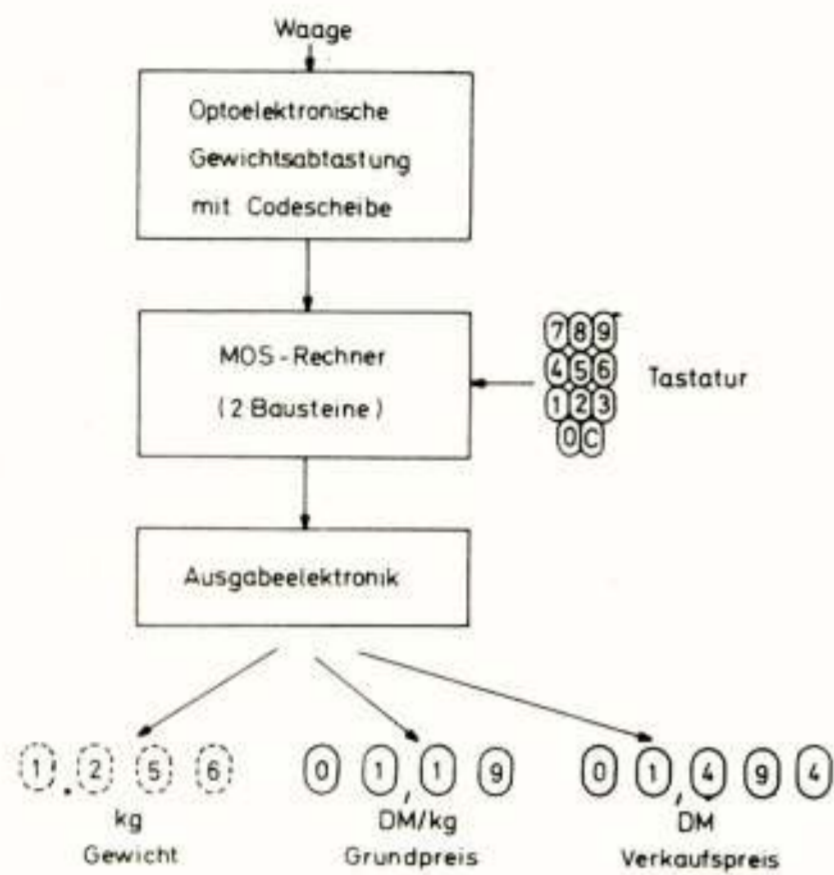 Waage
Optoelektronische
Gewichtsabtastung
mit Codescheibe
MOS - Rechner
( 2 Bausteine )
7 8 9
4 5 6
1 2 3
0 C
Tastatur
Ausgabeelektronik
1 . 2 5 6
0 1 , 1 9
0 1 , 4 9 4
kg
DM/kg
DM
Gewicht
Grundpreis
Verkaufspreis